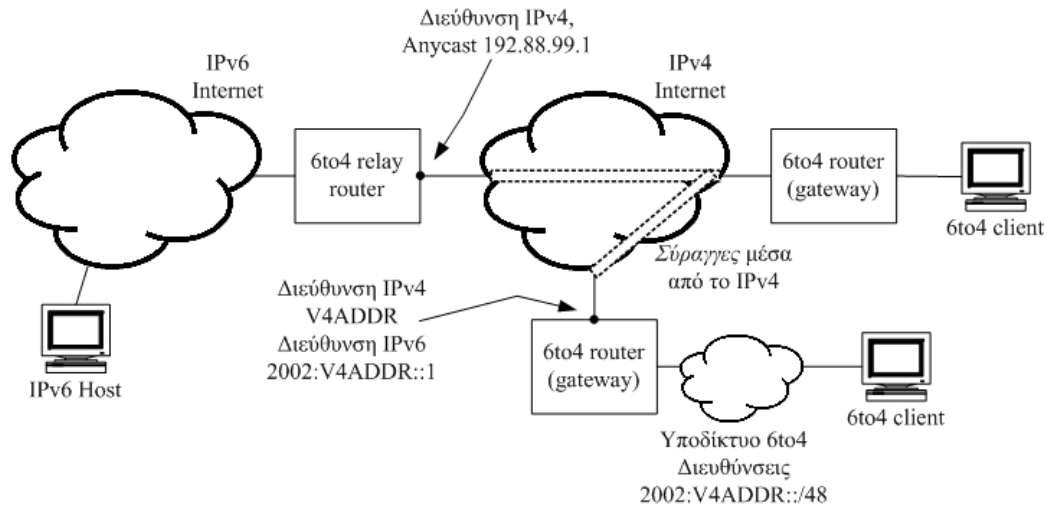 Διεύθυνση IPv4,
Anycast 192.88.99.1
IPv6
Internet
IPv4
Internet
6to4 relay
router
6to4 router
(gateway)
6to4 client
Σύραγγες μέσα
από το IPv4
Διεύθυνση IPv4
V4ADDR
Διεύθυνση IPv6
2002:V4ADDR::1
IPv6 Host
6to4 router
(gateway)
6to4 client
Υποδίκτυο 6to4
Διευθύνσεις
2002:V4ADDR::/48